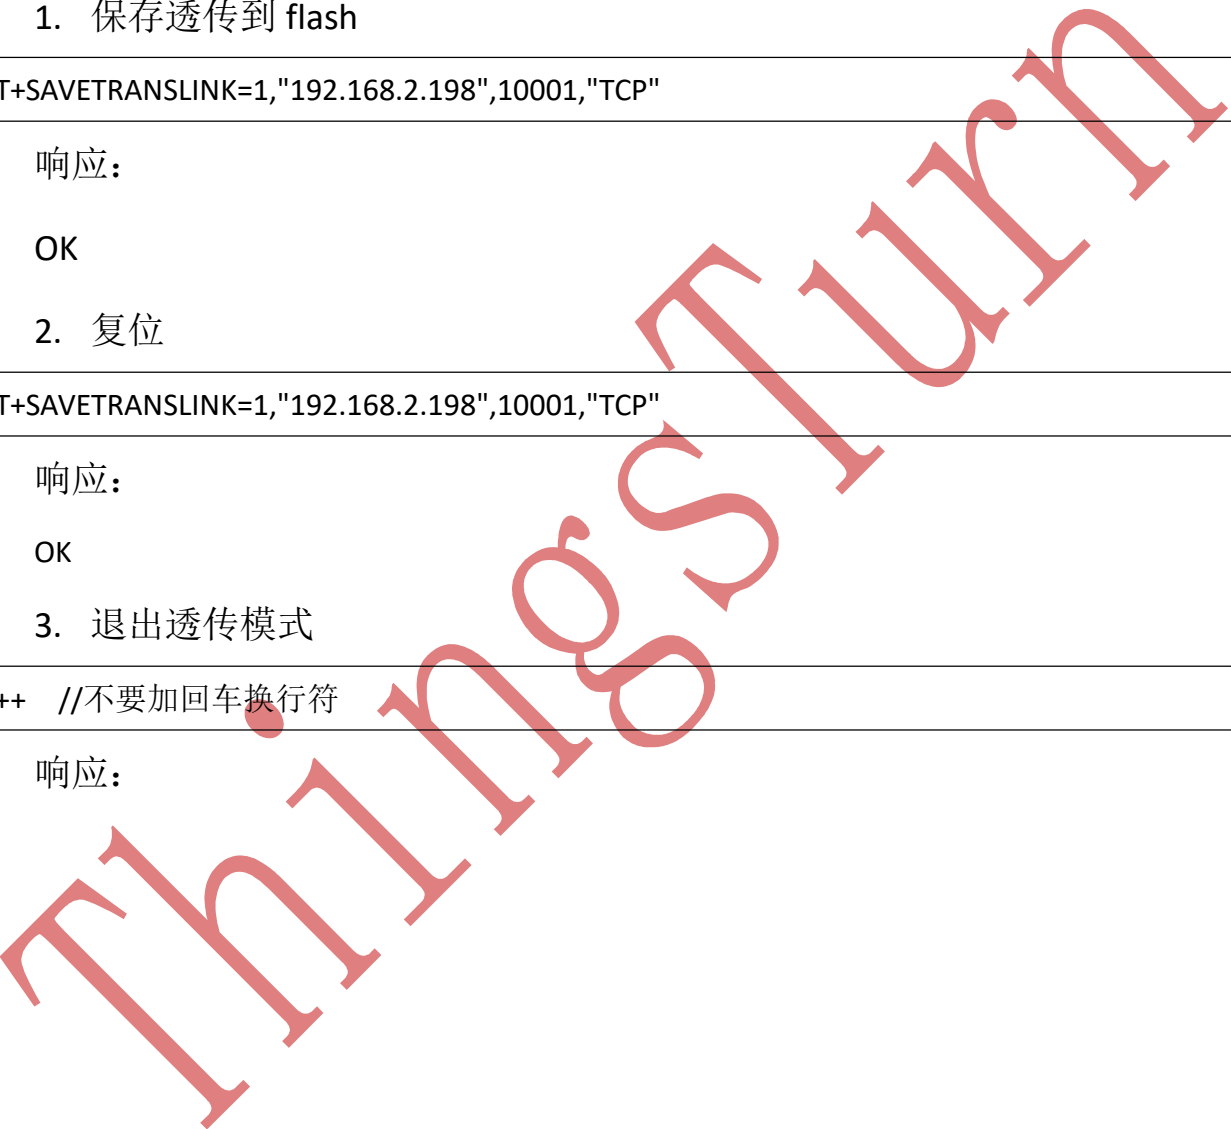 1. 保存透传到 flash
T+SAVETRANSLINK=1,"192.168.2.198",10001,"TCP"
响应：
OK
2. 复位
T+SAVETRANSLINK=1,"192.168.2.198",10001,"TCP"
响应：
OK
3. 退出透传模式
++ //不要加回车换行符
响应：
ThingsTurn